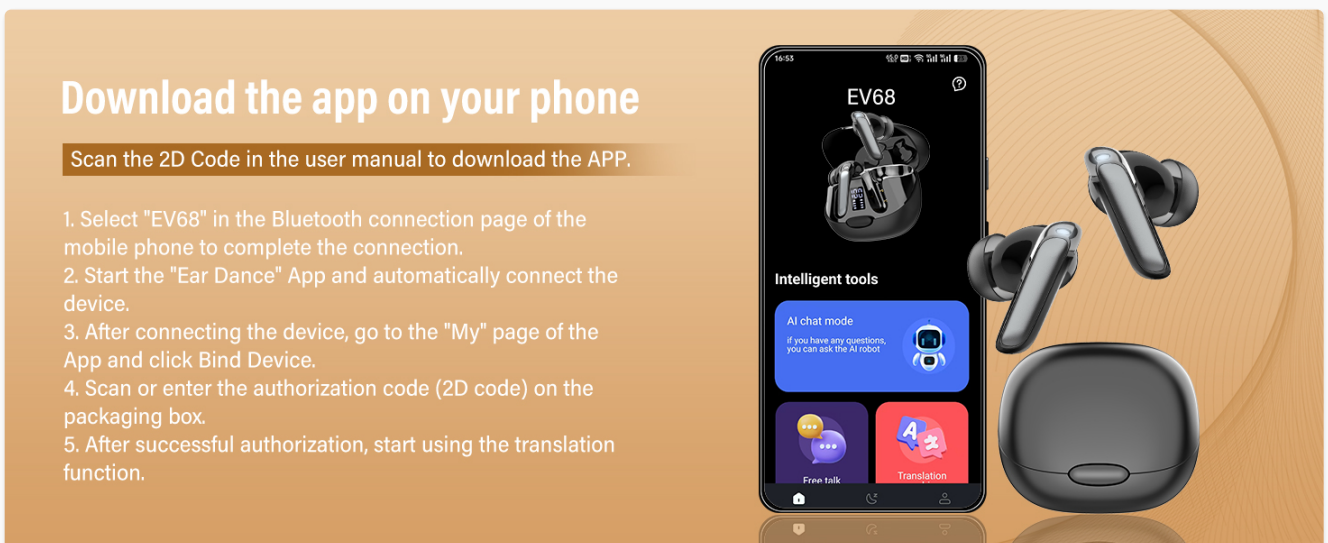 Download the app on your phone
Scan the 2D Code in the user manual to download the APP.
1. Select "EV68" in the Bluetooth connection page of the
mobile phone to complete the connection.
2. Start the "Ear Dance" App and automatically connect the
device.
3. After connecting the device, go to the "My" page of the
App and click Bind Device.
4. Scan or enter the authorization code (2D code) on the
packaging box.
5. After successful authorization, start using the translation
function.
16:53
EV68
Intelligent tools
AI chat mode
if you have any questions,
you can ask the AI robot
Free talk
A
Translation